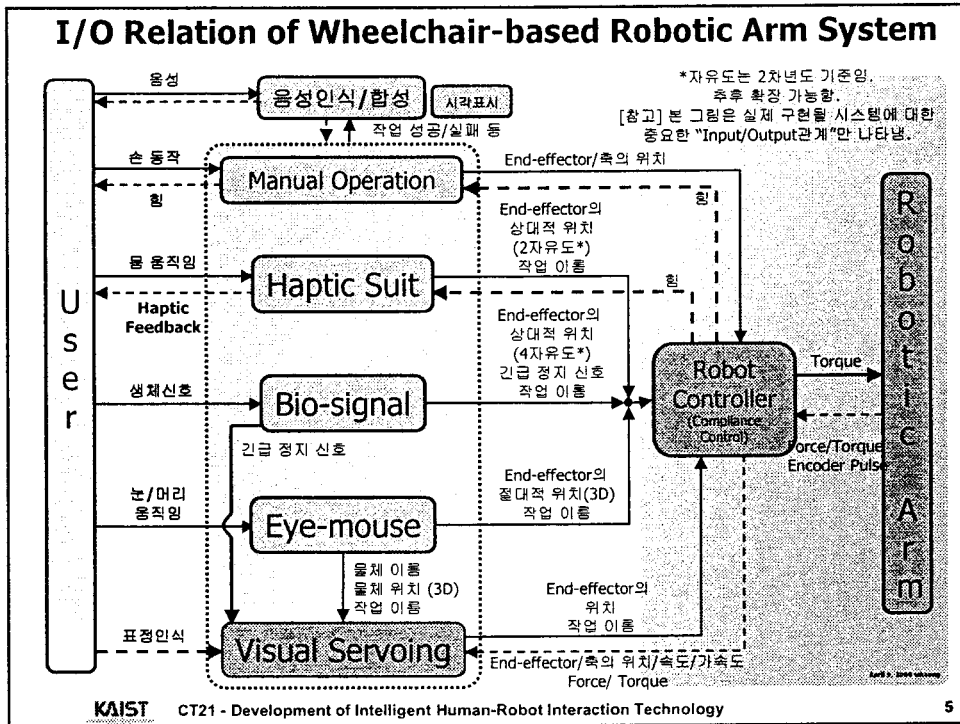 I/O Relation of Wheelchair-based Robotic Arm System
*자유도는 2차년도 기준임.
추후 확장 가능함.
[참고] 본 그림은 실제 구현될 시스템에 대한
중요한 "Input/Output관계"만 나타냄.
User
음성
음성인식/합성
시각표시
작업 성공/실패 등
손 동작
힘
Manual Operation
End-effector/축의 위치
힘
End-effector의
상대적 위치
(2자유도*)
작업 이름
몸 움직임
Haptic
Feedback
Haptic Suit
힘
End-effector의
상대적 위치
(4자유도*)
긴급 정지 신호
작업 이름
생체신호
Bio-signal
긴급 정지 신호
Robot
Controller
(Compliance
Control)
Torque
Force/Torque
Encoder Pulse
Robotic Arm
눈/머리
움직임
Eye-mouse
End-effector의
절대적 위치(3D)
작업 이름
물체 이름
물체 위치 (3D)
작업 이름
표정인식
Visual Servoing
End-effector의
위치
작업 이름
End-effector/축의 위치/속도/가속도
Force/ Torque
KAIST
CT21 - Development of Intelligent Human-Robot Interaction Technology
5